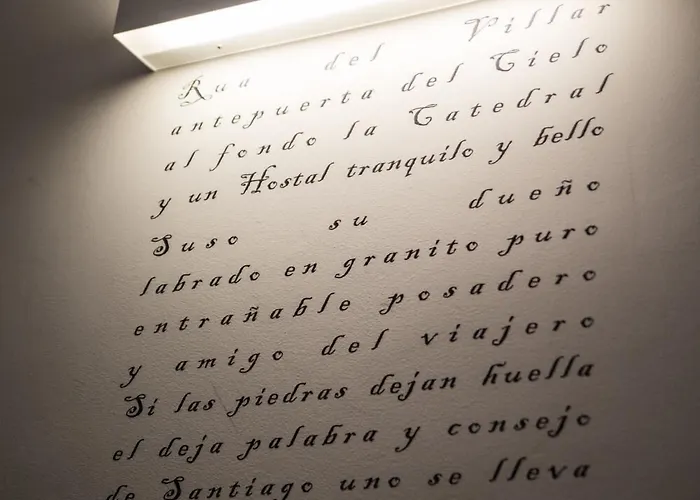 Rua del Villar
antepuerta del Cielo
al fondo la Catedral
y un Hostal tranquilo y bello
Suso su dueño
labrado en granito puro
entrañable posadero
y amigo del viajero
Si las piedras dejan huella
el deja palabra y consejo
de Santiago uno se lleva